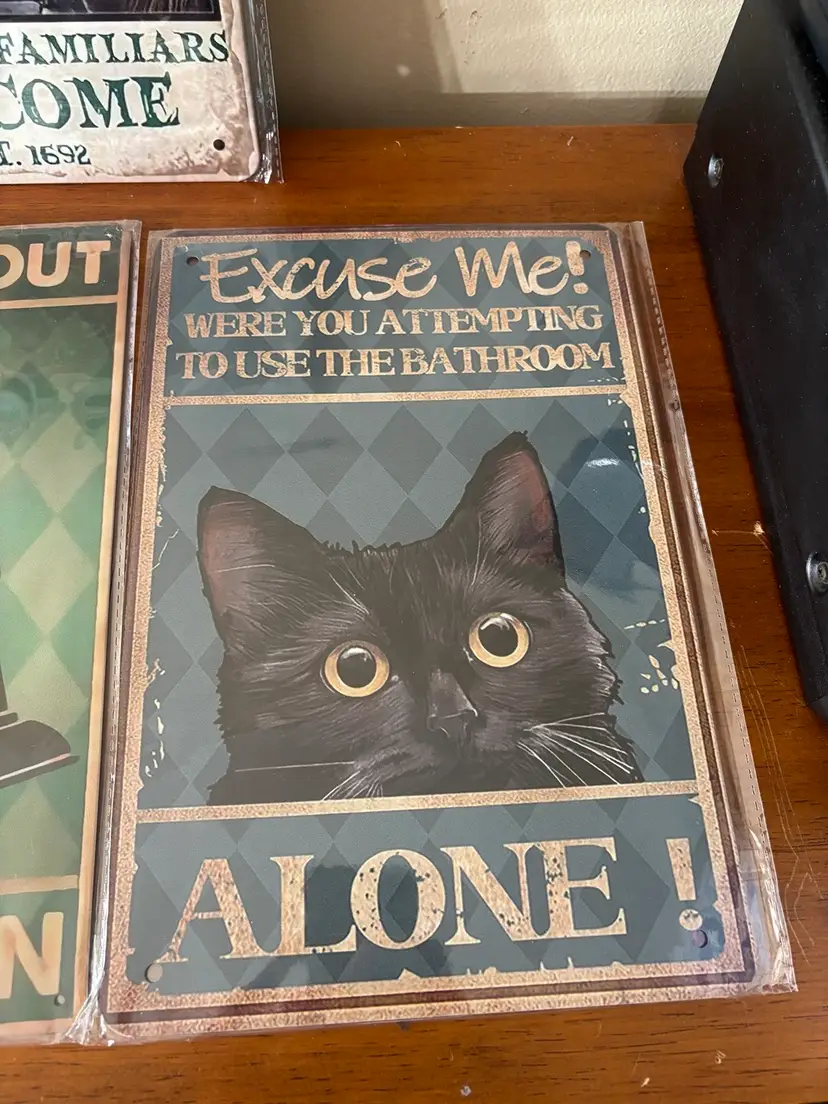 FAMILIARS
COME
T. 1692
OUT
Excuse Me!
WERE YOU ATTEMPTING
TO USE THE BATHROOM
ALONE !
N